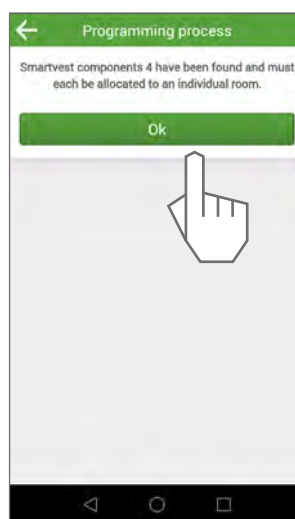 Programming process
Smartvest components 4 have been found and must
each be allocated to an individual room.
Ok